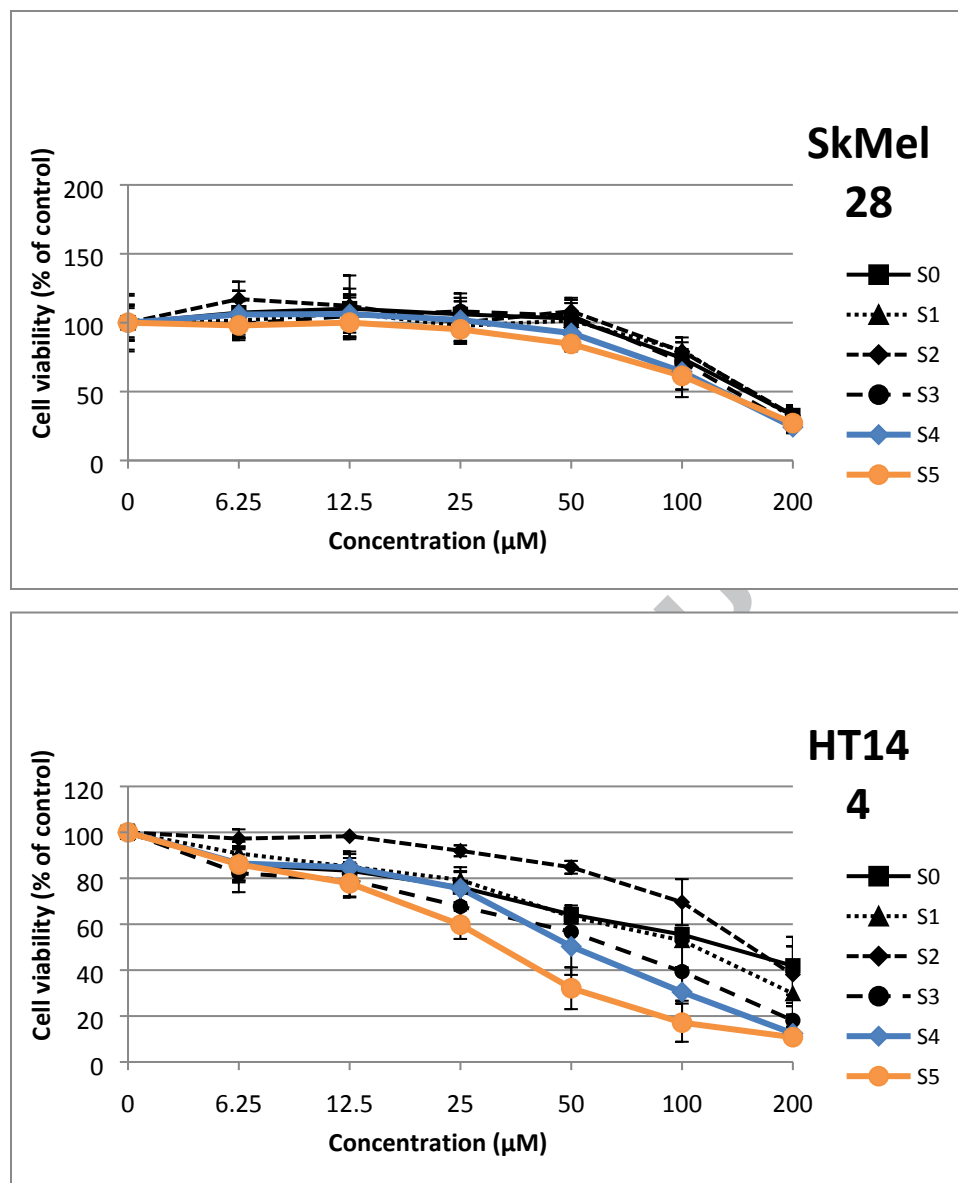 SkMel
28
Cell viability (% of control)
200
150
100
50
0
0 6.25 12.5 25 50 100 200
Concentration (µM)
S0
S1
S2
S3
S4
S5
HT14
4
Cell viability (% of control)
120
100
80
60
40
20
0
0 6.25 12.5 25 50 100 200
Concentration (µM)
S0
S1
S2
S3
S4
S5